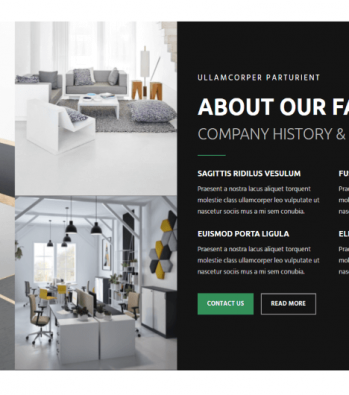 ULLAMCORPER PARTURIENT
ABOUT OUR FA
COMPANY HISTORY &
SAGITTIS RIDILUS VESULUM
Praesent a nostra lacus aliquet torquent
molestie class ullamcorper leo vulputate ut
nascetur sociis mus a mi sem conubia.
FU
Pra
mol
nas
EUISMOD PORTA LIGULA
Praesent a nostra lacus aliquet torquent
molestie class ullamcorper leo vulputate ut
nascetur sociis mus a mi sem conubia.
EL
Pra
mol
nas
CONTACT US
READ MORE